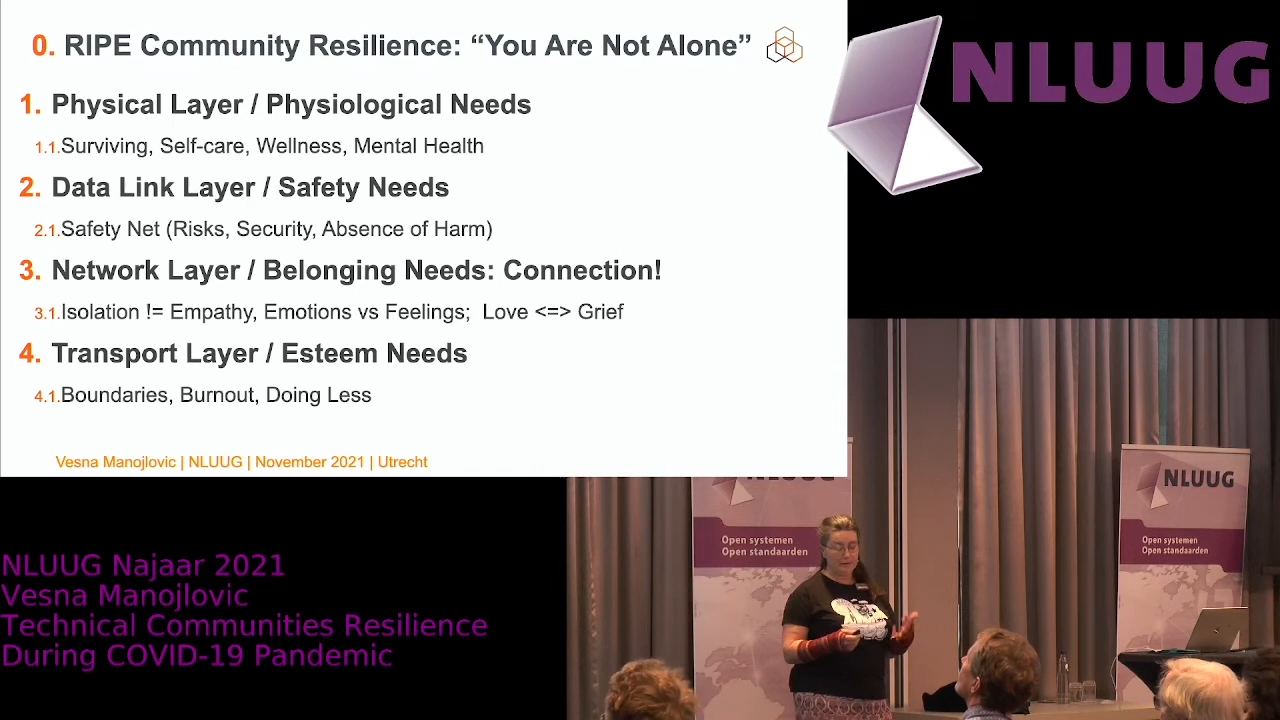 0. RIPE Community Resilience: “You Are Not Alone”
1. Physical Layer / Physiological Needs
1.1.Surviving, Self-care, Wellness, Mental Health
2. Data Link Layer / Safety Needs
2.1.Safety Net (Risks, Security, Absence of Harm)
3. Network Layer / Belonging Needs: Connection!
3.1.Isolation != Empathy, Emotions vs Feelings;  Love <=> Grief
4. Transport Layer / Esteem Needs
4.1.Boundaries, Burnout, Doing Less
Vesna Manojlovic | NLUUG | November 2021 | Utrecht
NLUUG
NLUUG Najaar 2021
Vesna Manojlovic
Technical Communities Resilience
During COVID-19 Pandemic
NLUUG
Open systemen
Open standaarden
NLUUG
Open systemen
Open standaarden